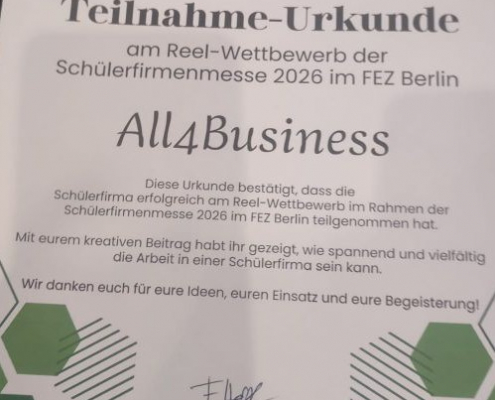 Teilnahme-Urkunde
am Reel-Wettbewerb der
Schülerfirmenmesse 2026 im FEZ Berlin
All4Business
Diese Urkunde bestätigt, dass die
Schülerfirma erfolgreich am Reel-Wettbewerb im Rahmen der
Schülerfirmenmesse 2026 im FEZ Berlin teilgenommen hat.
Mit eurem kreativen Beitrag habt ihr gezeigt, wie spannend und vielfältig
die Arbeit in einer Schülerfirma sein kann.
Wir danken euch für eure Ideen, euren Einsatz und eure Begeisterung!